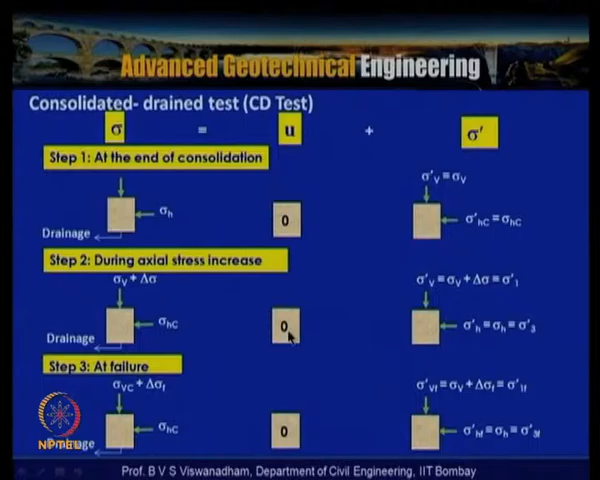 Advanced Geotechnical Engineering
Consolidated- drained test (CD Test)
σ = u + σ'
Step 1: At the end of consolidation
σ'v = σv
σh 0 σ'hC = σhC
Drainage
Step 2: During axial stress increase
σv + Δσ σ'v = σv + Δσ = σ'1
σhC 0 σ'h = σh = σ'3
Drainage
Step 3: At failure
σvC + Δσf σ'vf = σv + Δσf = σ'1f
σhC 0 σ'hf = σh = σ'3f
NPTEL
Prof. B V S Viswanadham, Department of Civil Engineering, IIT Bombay